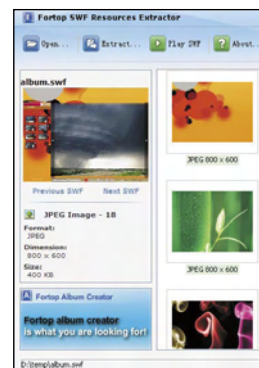 Fortop SWF Resources Extractor
Open... Extract... Play SWF About...
album.swf
Previous SWF Next SWF
JPEG Image - 18
Format:
JPEG
Dimension:
800 x 600
Size:
400 KB
Fortop Album Creator
Fortop album creator
is what you are looking for!
JPEG 800 x 600
JPEG 800 x 600
D:\temp\album.swf